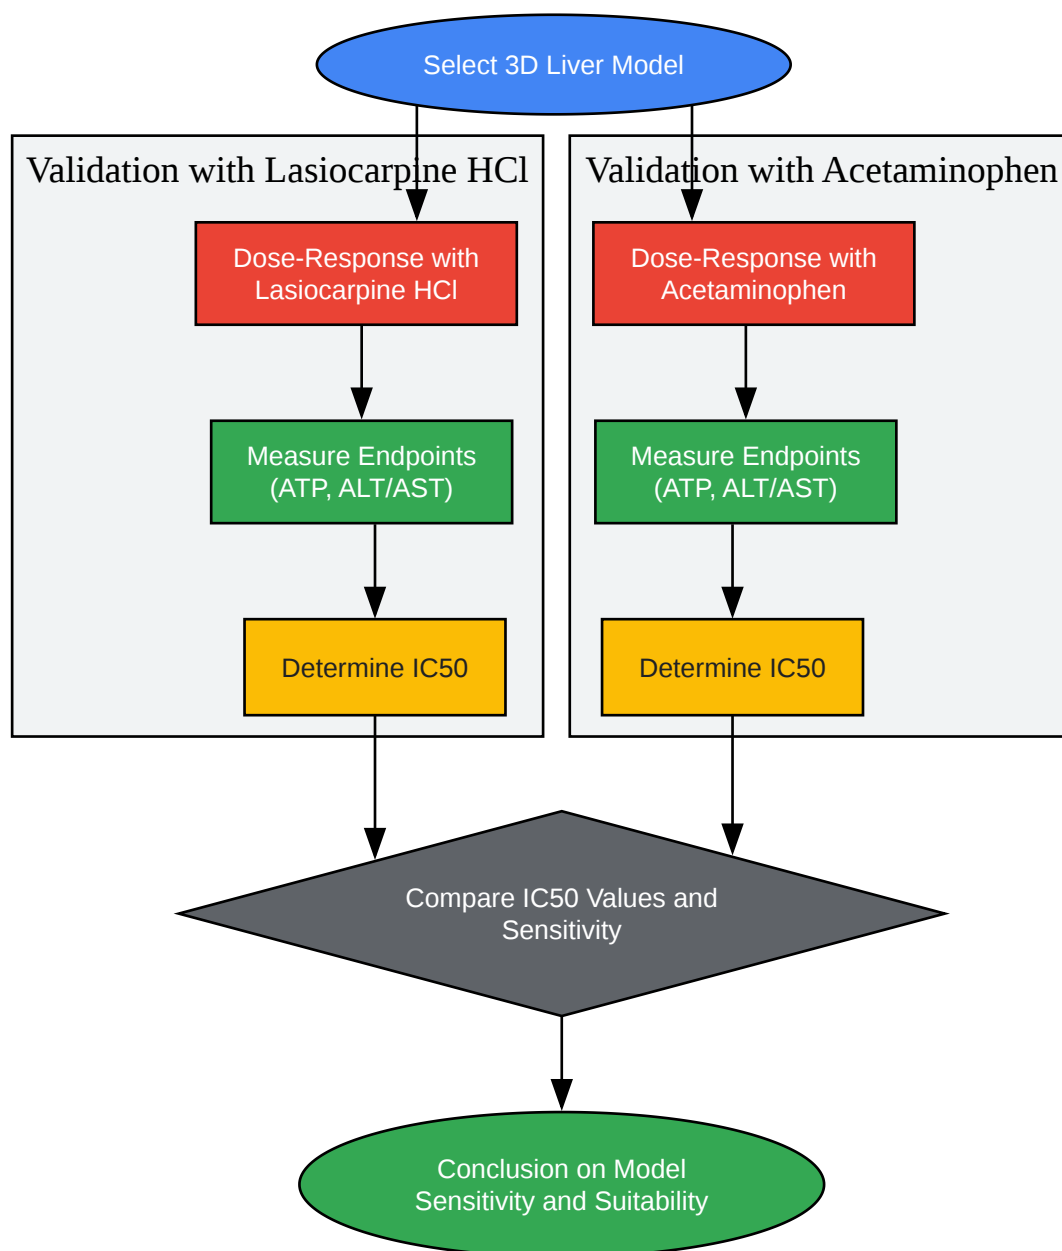 Select 3D Liver Model
Validation with Lasiocarpine HCl
Dose-Response with
Lasiocarpine HCl
Measure Endpoints
(ATP, ALT/AST)
Determine IC50
Validation with Acetaminophen
Dose-Response with
Acetaminophen
Measure Endpoints
(ATP, ALT/AST)
Determine IC50
Compare IC50 Values and
Sensitivity
Conclusion on Model
Sensitivity and Suitability